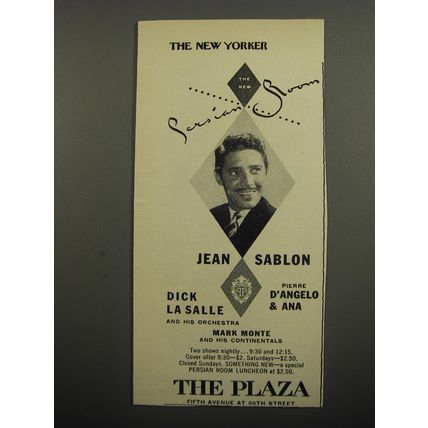 THE NEW YORKER
THE
NEW
Persian Room
JEAN SABLON
DICK
LA SALLE
AND HIS ORCHESTRA
PIERRE
D'ANGELO
& ANA
MARK MONTE
AND HIS CONTINENTALS
Two shows nightly...9:30 and 12:15.
Cover after 9:30—$2. Saturdays—$2.50.
Closed Sundays. SOMETHING NEW—a special
PERSIAN ROOM LUNCHEON at $2.50.
THE PLAZA
FIFTH AVENUE AT 59TH STREET